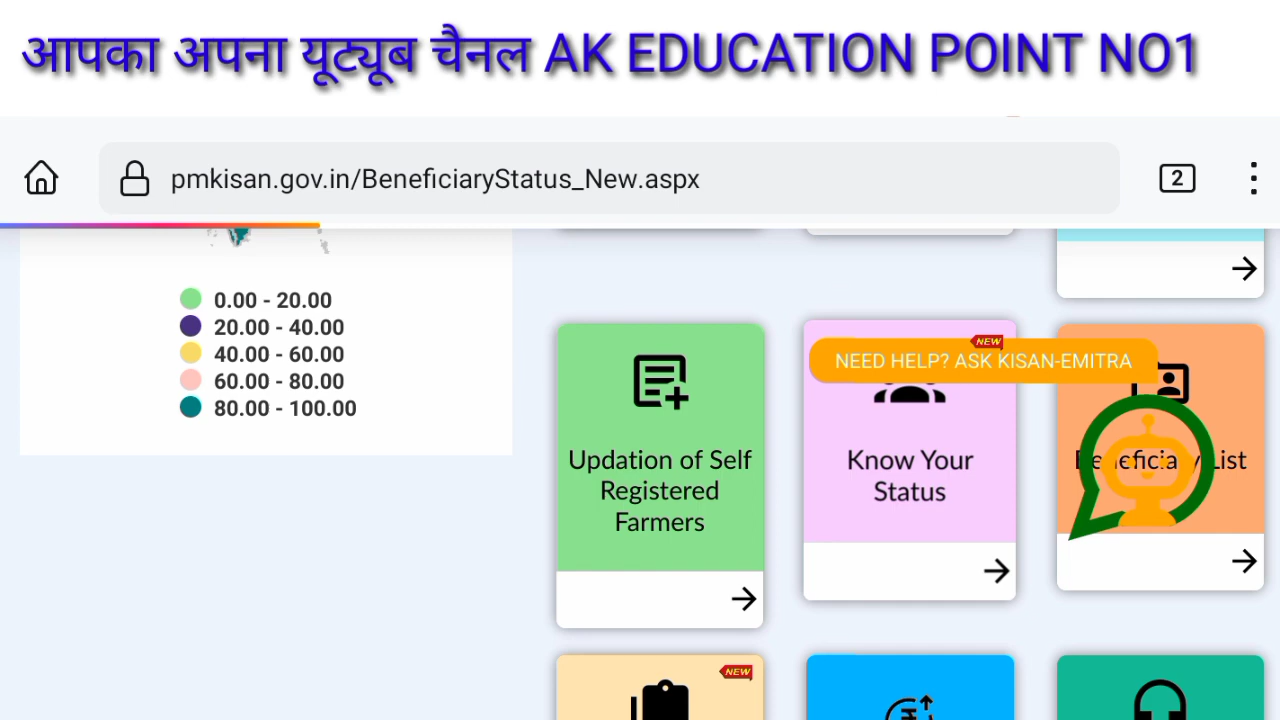 आपका अपना यूट्यूब चैनल AK EDUCATION POINT NO1
pmkisan.gov.in/BeneficiaryStatus_New.aspx
2
0.00 - 20.00
20.00 - 40.00
40.00 - 60.00
60.00 - 80.00
80.00 - 100.00
NEW
NEED HELP? ASK KISAN-EMITRA
Updation of Self
Registered
Farmers
Know Your
Status
Beneficiary List
NEW